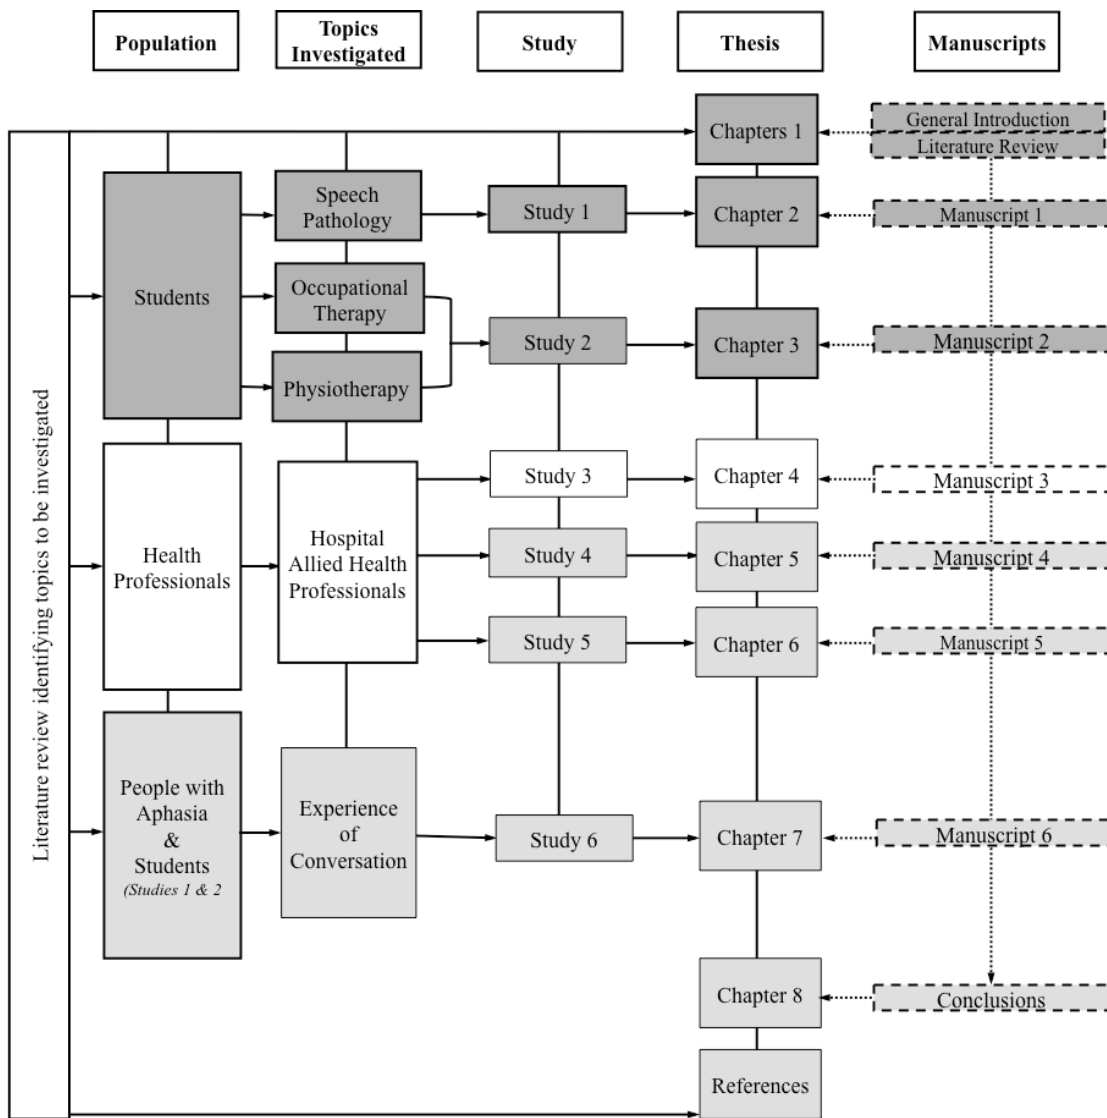 Population
Topics
Investigated
Study
Thesis
Manuscripts
Literature review identifying topics to be investigated
Chapters 1
General Introduction
Literature Review
Students
Speech
Pathology
Study 1
Chapter 2
Manuscript 1
Occupational
Therapy
Physiotherapy
Study 2
Chapter 3
Manuscript 2
Health
Professionals
Hospital
Allied Health
Professionals
Study 3
Chapter 4
Manuscript 3
Study 4
Chapter 5
Manuscript 4
Study 5
Chapter 6
Manuscript 5
People with
Aphasia
&
Students
(Studies 1 & 2
Experience
of
Conversation
Study 6
Chapter 7
Manuscript 6
Chapter 8
Conclusions
References